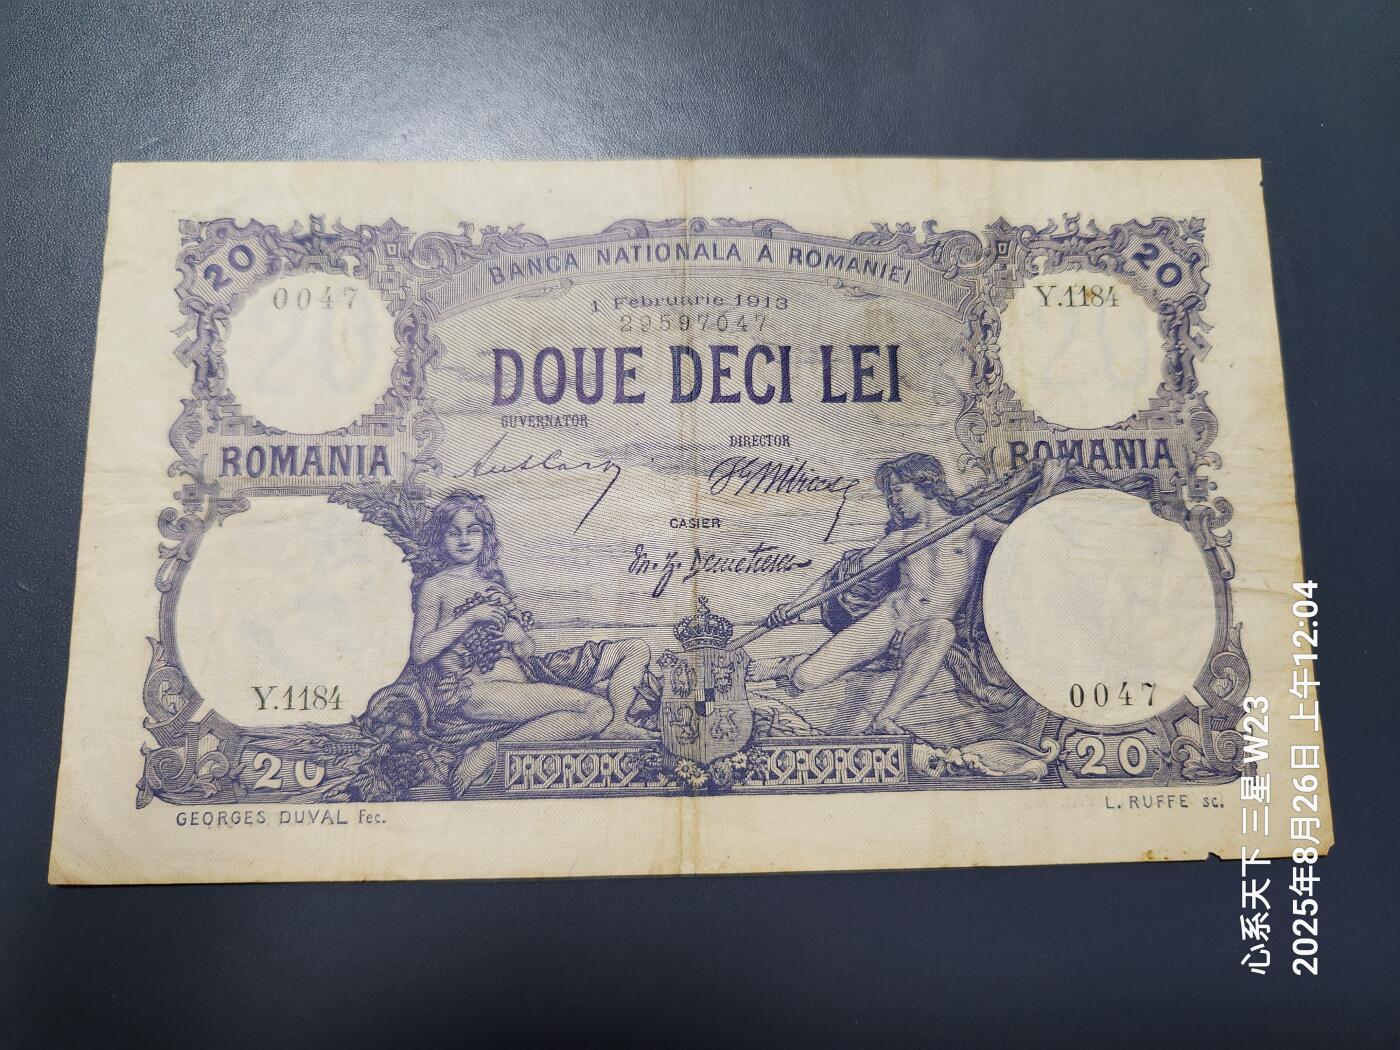 20
20
BANCA NATIONALA A ROMANIEI
0047
Y.1184
1 Februarie 1913
29597047
DOUE DECI LEI
GUVERNATOR
DIRECTOR
ROMANIA
ROMANIA
CASIER
Y.1184
0047
20
20
GEORGES DUVAL Fec.
L. RUFFE SC.
心系天下 三星 W23
2025年8月26日 上午12:04